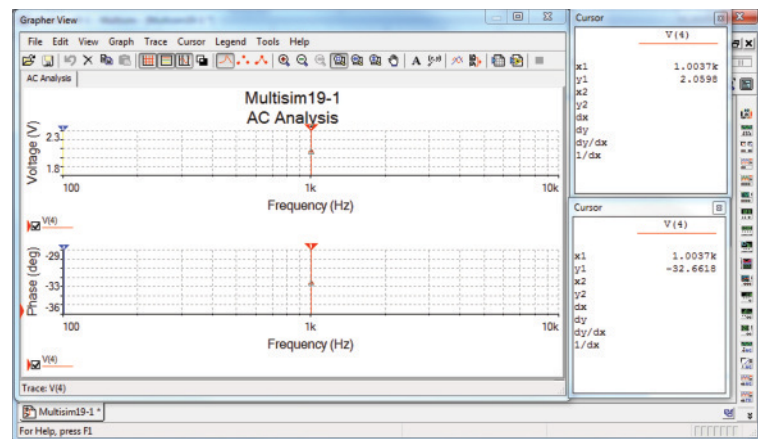 Grapher View
File Edit View Graph Trace Cursor Legend Tools Help
AC Analysis
Multisim19-1
AC Analysis
Voltage (V)
2.3
1.8
100
1k
10k
Frequency (Hz)
V(4)
Phase (deg)
-29
-33
-36
100
1k
10k
Frequency (Hz)
V(4)
Trace: V(4)
Cursor
V(4)
x1 1.0037k
y1 2.0598
x2
y2
dx
dy
dy/dx
1/dx
Cursor
V(4)
x1 1.0037k
y1 -32.6618
x2
y2
dx
dy
dy/dx
1/dx
Multisim19-1 *
For Help, press F1